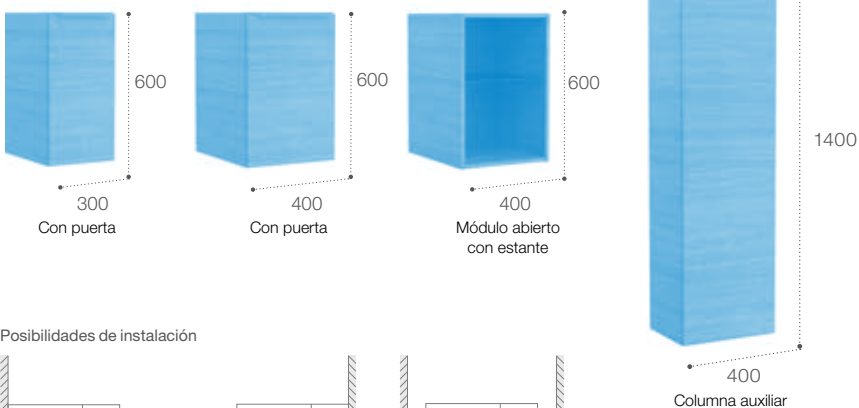 600
300
Con puerta
600
400
Con puerta
600
400
Módulo abierto
con estante
1400
400
Columna auxiliar
Posibilidades de instalación